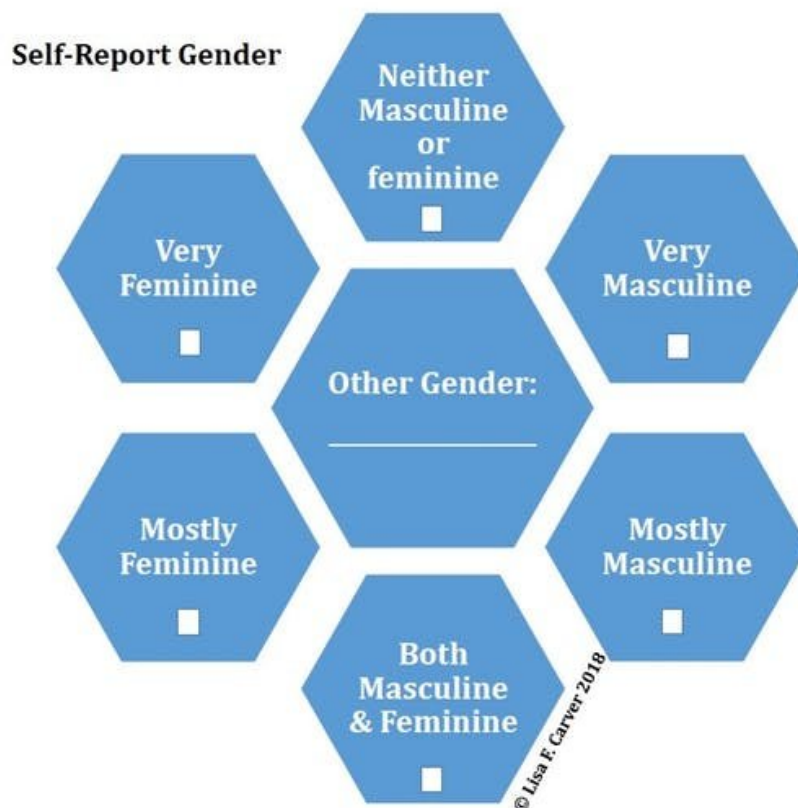 Self-Report Gender
Neither
Masculine
or
feminine
Very
Feminine
Very
Masculine
Other Gender:
Mostly
Feminine
Mostly
Masculine
Both
Masculine
& Feminine
© Lisa F. Carver 2018